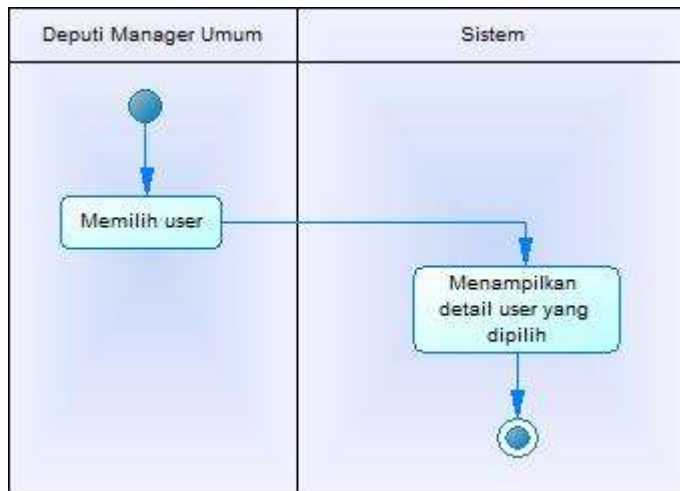 Deputi Manager Umum
Sistem
Memilih user
Menampilkan
detail user yang
dipilih